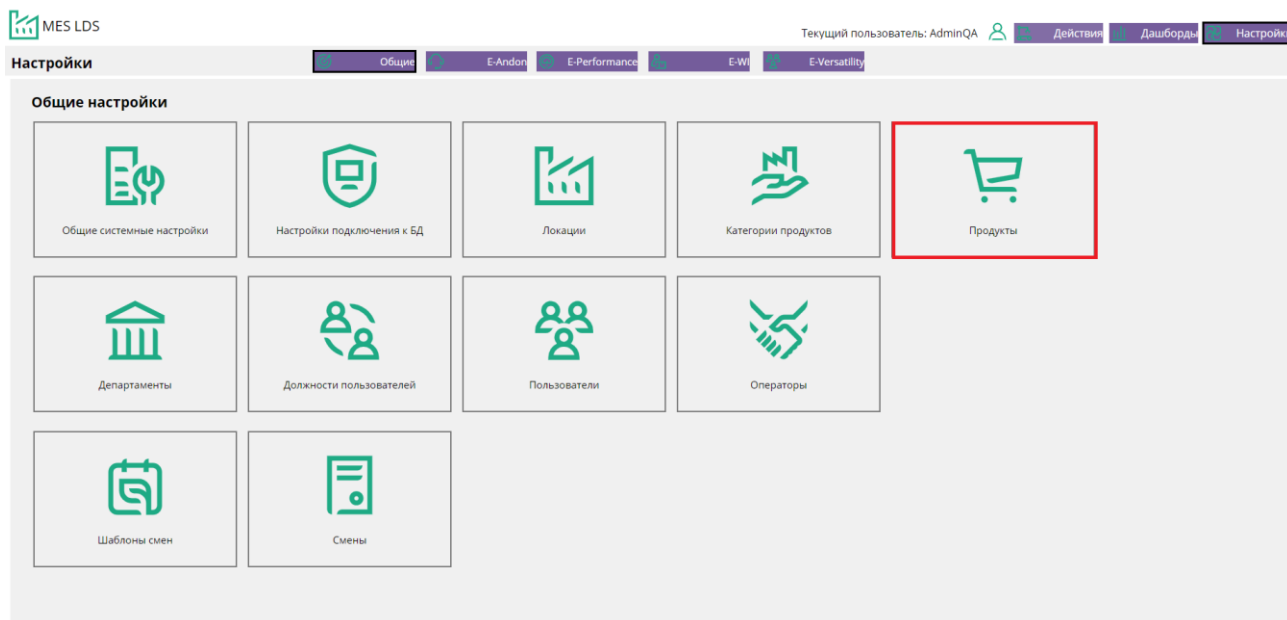 MES LDS
Текущий пользователь: AdminQA
Действия
Дашборды
Настройки
Настройки
Общие
E-Andon
E-Performance
E-WI
E-Versatility
Общие настройки
Общие системные настройки
Настройки подключения к БД
Локации
Категории продуктов
Продукты
Департаменты
Должности пользователей
Пользователи
Операторы
Шаблоны смен
Смены